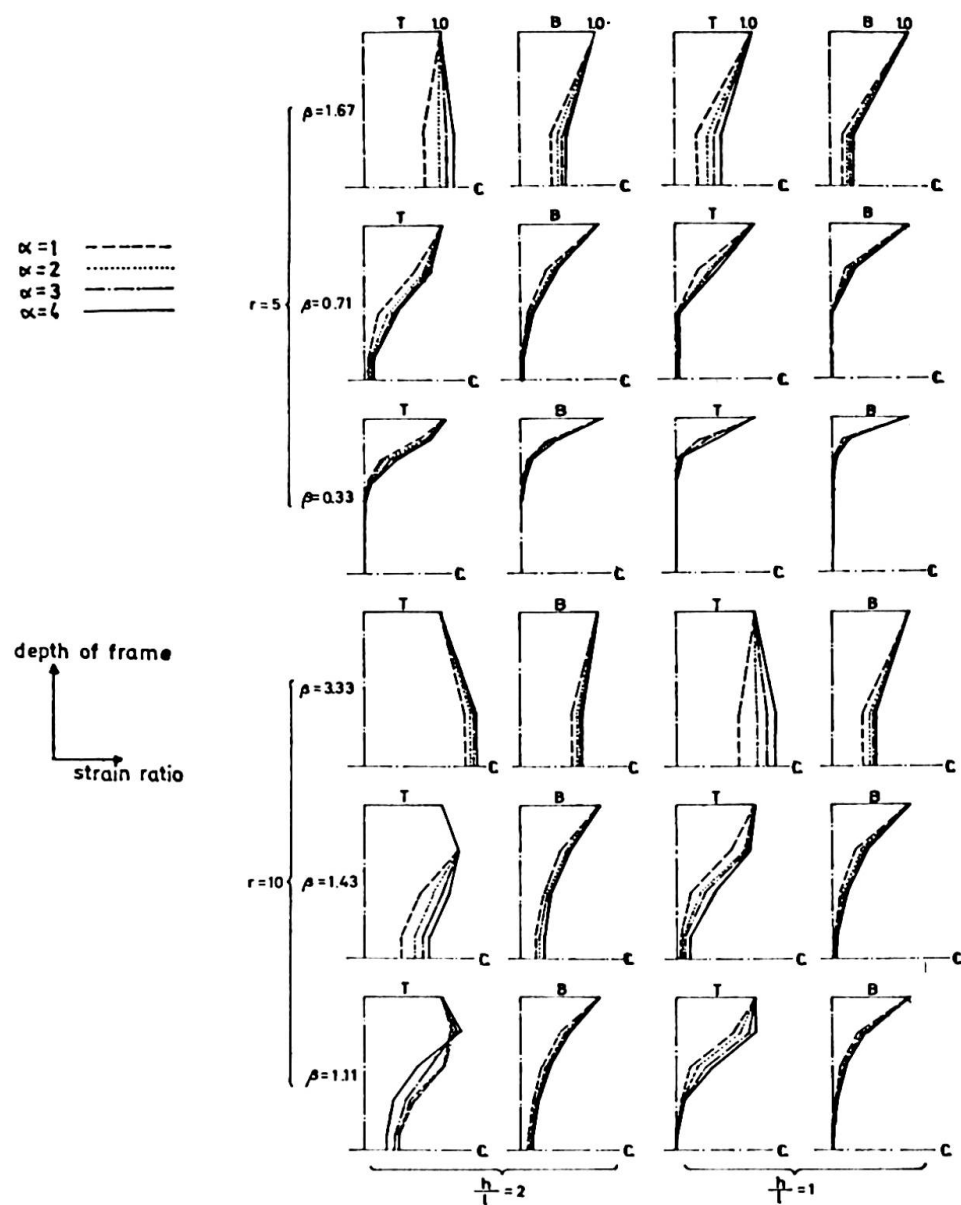 T 1.0 B 1.0 T 1.0 B 1.0
β=1.67
C
T B T B
∝=1
∝=2
∝=3
∝=4
r=5
β=0.71
C C C C
T B T B
β=0.33
C C C C
T B T B
depth of frame
β=3.33
strain ratio
C C C C
T B T B
r=10
β=1.43
C C C C
T B T B
β=1.11
C C C C
h/l=2
h/l=1